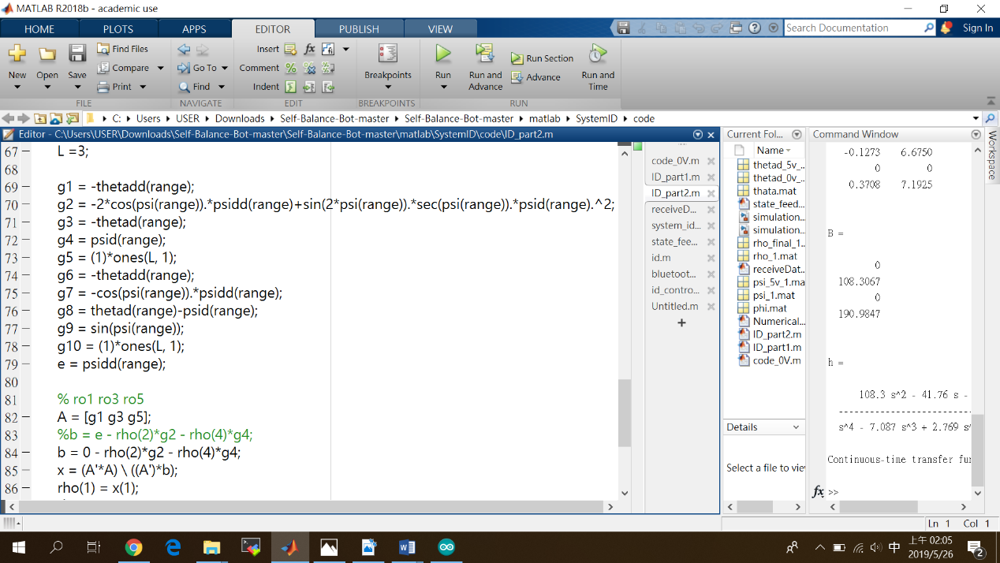 MATLAB R2018b - academic use
HOME PLOTS APPS EDITOR PUBLISH VIEW
Search Documentation
Sign In
New Open Save
Find Files
Compare
Print
FILE
Go To
Find
NAVIGATE
Insert
Comment
Indent
EDIT
Breakpoints
BREAKPOINTS
Run
Run and Advance
Run Section
Advance
Run and Time
RUN
C: Users USER Downloads Self-Balance-Bot-master Self-Balance-Bot-master matlab SystemID code
Editor - C:\Users\USER\Downloads\Self-Balance-Bot-master\Self-Balance-Bot-master\matlab\SystemID\code\ID_part2.m
67 L =3;
68
69 g1 = -thetadd(range);
70 g2 = -2*cos(psi(range)).*psidd(range)+sin(2*psi(range)).*sec(psi(range)).*psid(range).^2;
71 g3 = -thetad(range);
72 g4 = psid(range);
73 g5 = (1)*ones(L, 1);
74 g6 = -thetadd(range);
75 g7 = -cos(psi(range)).*psidd(range);
76 g8 = thetad(range)-psid(range);
77 g9 = sin(psi(range));
78 g10 = (1)*ones(L, 1);
79 e = psidd(range);
80
81 % ro1 ro3 ro5
82 A = [g1 g3 g5];
83 %b = e - rho(2)*g2 - rho(4)*g4;
84 b = 0 - rho(2)*g2 - rho(4)*g4;
85 x = (A'*A) \ ((A')*b);
86 rho(1) = x(1);
code_0V.m
ID_part1.m
ID_part2.m
receiveD...
system_id...
state_fee...
id.m
bluetoot...
id_contro...
Untitled.m
Current Fol...
Name
thetad_5v_..
thetad_0v_..
thata.mat
state_feed...
simulation...
simulation...
rho_final_1..
rho_1.mat
receiveDat..
psi_5v_1.ma
psi_1.mat
phi.mat
Numerical...
ID_part2.m
ID_part1.m
code_0V.m
Details
Select a file to view
Command Window
-0.1273 6.6750
0 0
0.3708 7.1925
B =
0
108.3067
0
190.9847
h =
108.3 s^2 - 41.76 s -
s^4 - 7.087 s^3 + 2.769 s^
Continuous-time transfer fu
fx >>
Workspace
Ln 1 Col 1
中
上午 02:05
2019/5/26
2